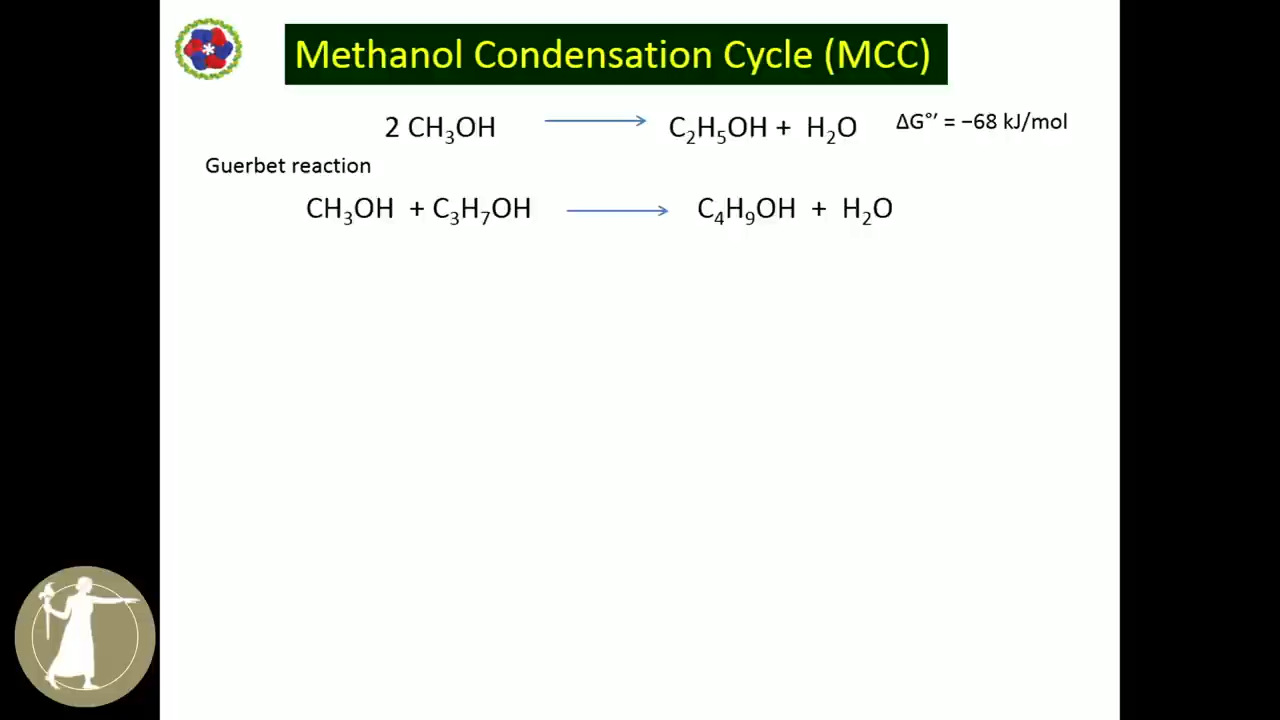 Methanol Condensation Cycle (MCC)
2 CH₃OH ⟶ C₂H₅OH + H₂O ΔG°′ = −68 kJ/mol
Guerbet reaction
CH₃OH + C₃H₇OH ⟶ C₄H₉OH + H₂O